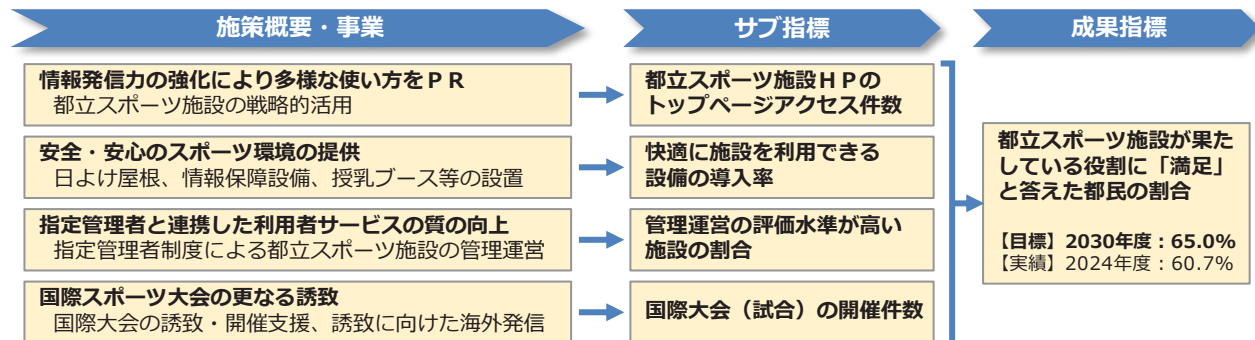 施策概要・事業
サブ指標
成果指標
情報発信力の強化により多様な使い方をＰＲ
都立スポーツ施設の戦略的活用
都立スポーツ施設ＨＰの
トップページアクセス件数
安全・安心のスポーツ環境の提供
日よけ屋根、情報保障設備、授乳ブース等の設置
快適に施設を利用できる
設備の導入率
指定管理者と連携した利用者サービスの質の向上
指定管理者制度による都立スポーツ施設の管理運営
管理運営の評価水準が高い
施設の割合
国際スポーツ大会の更なる誘致
国際大会の誘致・開催支援、誘致に向けた海外発信
国際大会（試合）の開催件数
都立スポーツ施設が果た
している役割に「満足」
と答えた都民の割合
【目標】2030年度：65.0%
【実績】2024年度：60.7%